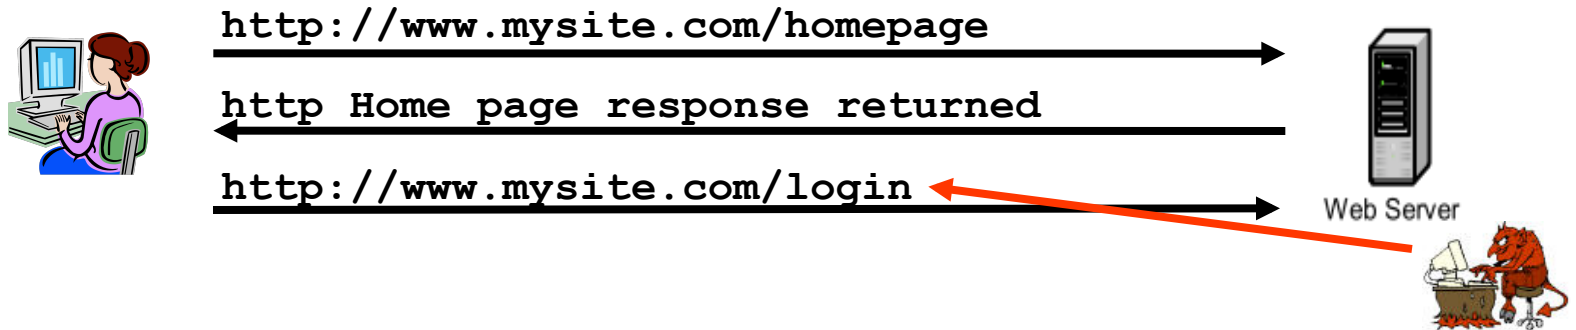 http://www.mysite.com/homepage
http Home page response returned
http://www.mysite.com/login
Web Server